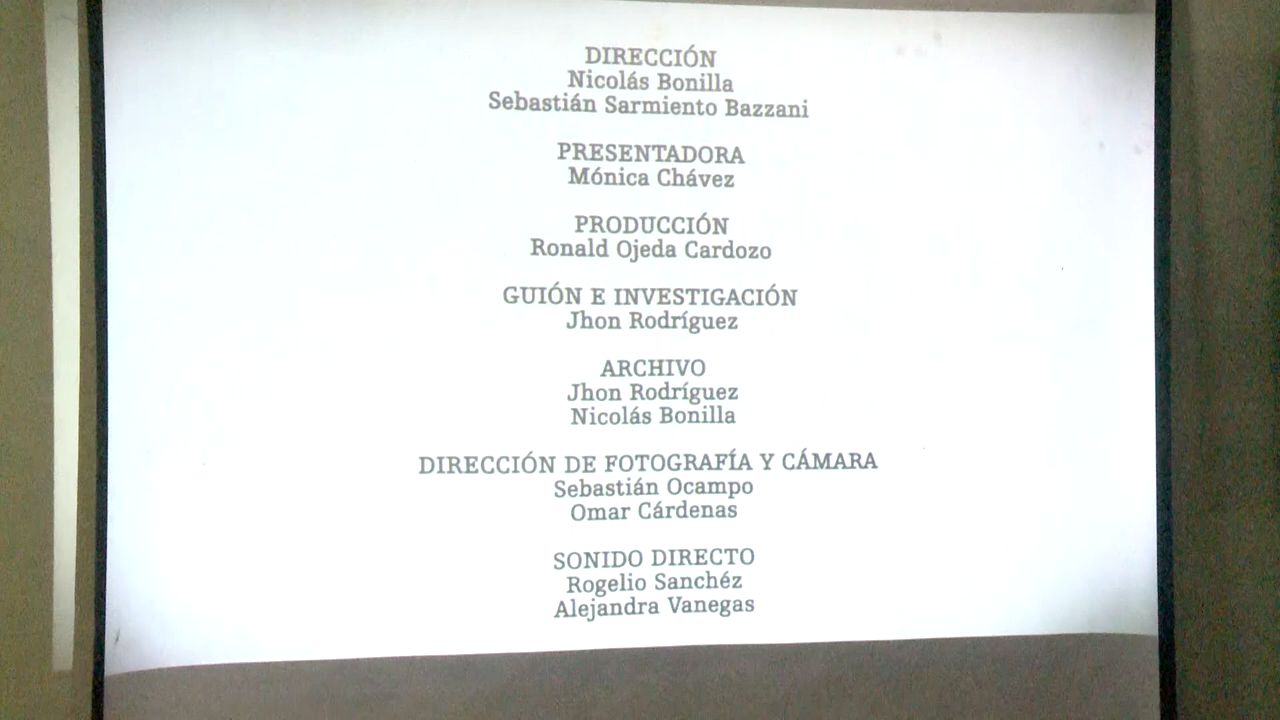 DIRECCIÓN
Nicolás Bonilla
Sebastián Sarmiento Bazzani
PRESENTADORA
Mónica Chávez
PRODUCCIÓN
Ronald Ojeda Cardozo
GUIÓN E INVESTIGACIÓN
Jhon Rodríguez
ARCHIVO
Jhon Rodríguez
Nicolás Bonilla
DIRECCIÓN DE FOTOGRAFÍA Y CÁMARA
Sebastián Ocampo
Omar Cárdenas
SONIDO DIRECTO
Rogelio Sanchéz
Alejandra Vanegas